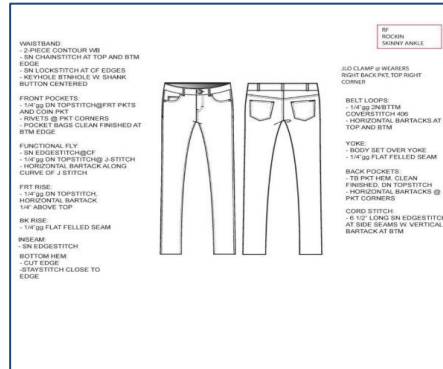 WAISTBAND:
- 2-PIECE CONTOUR WB
- SN CHAINSTITCH AT TOP AND BTM
EDGE
- SN LOCKSTITCH AT CF EDGES
- KEYHOLE BTNHOLE W. SHANK
BUTTON CENTERED
FRONT POCKETS:
- 1/4"gg DN TOPSTITCH@FRT PKTS
AND COIN PKT
- RIVETS @ PKT CORNERS
- POCKET BAGS CLEAN FINISHED AT
BTM EDGE
FUNCTIONAL FLY:
- SN EDGESTITCH@CF
- 1/4"gg DN TOPSTITCH@ J-STITCH
- HORIZONTAL BARTACK ALONG
CURVE OF J STITCH
FRT RISE:
- 1/4"gg DN TOPSTITCH,
HORIZONTAL BARTACK
1/4" ABOVE TOP
BK RISE:
- 1/4"gg FLAT FELLED SEAM
INSEAM:
- SN EDGESTITCH
BOTTOM HEM:
- CUT EDGE
-STAYSTITCH CLOSE TO
EDGE
RF
ROCKIN
SKINNY ANKLE
JLO CLAMP @ WEARERS
RIGHT BACK PKT, TOP RIGHT
CORNER
BELT LOOPS:
- 1/4"gg 2N/BTTM
COVERSTITCH 406
- HORIZONTAL BARTACKS AT
TOP AND BTM
YOKE:
- BODY SET OVER YOKE
- 1/4"gg FLAT FELLED SEAM
BACK POCKETS:
- TB PKT HEM, CLEAN
FINISHED, DN TOPSTITCH
- HORIZONTAL BARTACKS @
PKT CORNERS
CORD STITCH:
- 6 1/2" LONG SN EDGESTITCH
AT SIDE SEAMS W. VERTICAL
BARTACK AT BTM